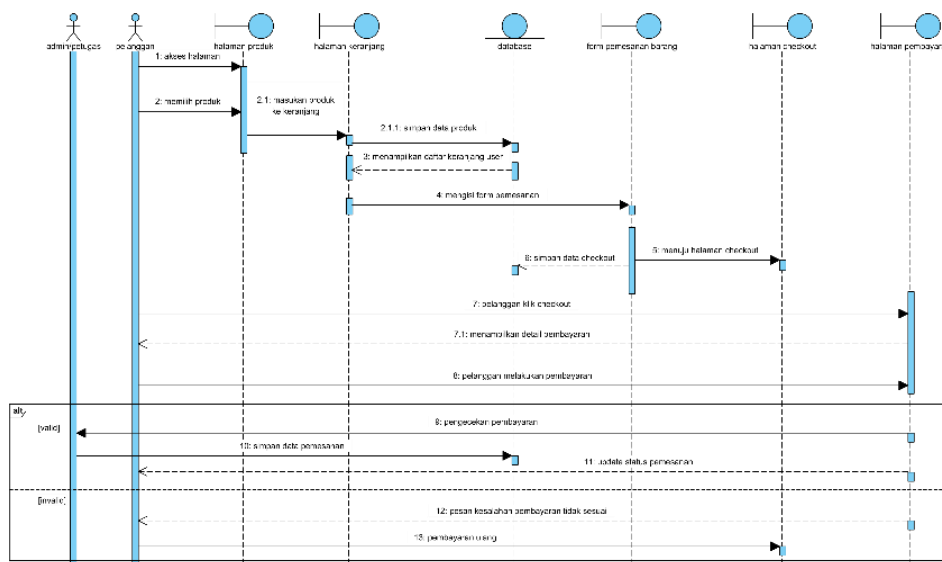 admin/petugas
pelanggan
halaman produk
halaman keranjang
database
form pemesanan barang
halaman checkout
halaman pembayar
1: akses halaman
2: memilih produk
2.1: masukan produk
ke keranjang
2.1.1: simpan data produk
3: menampilkan daftar keranjang user
4: mengisi form pemesanan
5: menuju halaman checkout
6: simpan data checkout
7: pelanggan klik checkout
7.1: menampilkan detail pembayaran
8: pelanggan melakukan pembayaran
alt
[valid]
9: pengecekan pembayaran
10: simpan data pemesanan
11: update status pemesanan
[invalid]
12: pesan kesalahan pembayaran tidak sesuai
13: pembayaran ulang